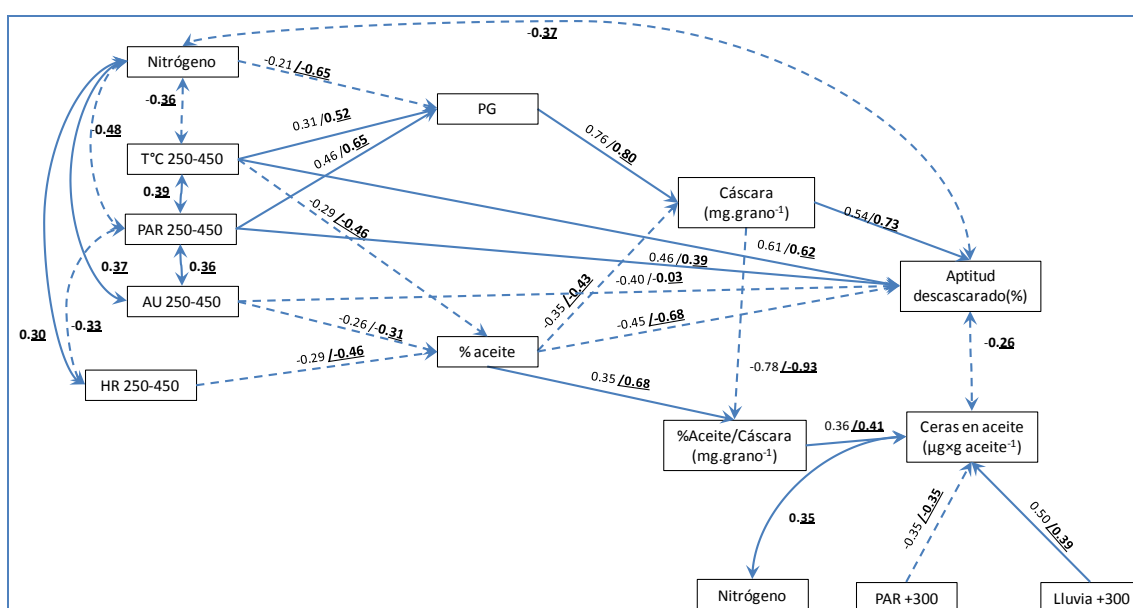 -0.37
Nitrógeno
-0.21/-0.65
-0.36
PG
0.31/0.52
0.76/0.80
-0.48
0.46/0.65
T°C 250-450
Cáscara
(mg.grano-1)
0.39
-0.29/-0.46
0.54/0.73
PAR 250-450
0.61/0.62
0.46/0.39
0.37
0.36
Aptitud
descascarado(%)
-0.40/-0.03
AU 250-450
-0.35/-0.43
-0.33
-0.26/-0.31
-0.45/-0.68
0.30
% aceite
-0.26
-0.29/-0.46
-0.78/-0.93
HR 250-450
0.35/0.68
%Aceite/Cáscara
(mg.grano-1)
0.36/0.41
Ceras en aceite
(µg×g aceite-1)
0.35
-0.35/-0.35
0.50/0.39
Nitrógeno
PAR +300
Lluvia +300